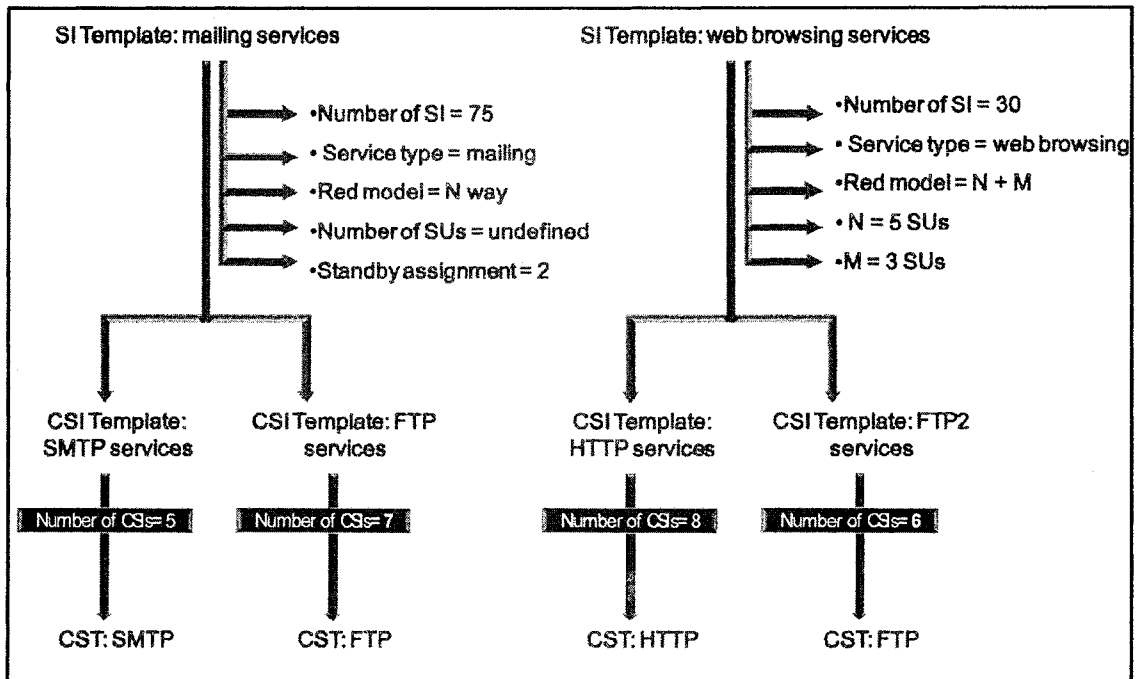 SI Template: mailing services
•Number of SI = 75
• Service type = mailing
•Red model = N way
•Number of SUs = undefined
•Standby assignment = 2
SI Template: web browsing services
•Number of SI = 30
• Service type = web browsing
•Red model = N + M
• N = 5 SUs
•M = 3 SUs
CSI Template:
SMTP services
CSI Template: FTP
services
CSI Template:
HTTP services
CSI Template: FTP2
services
Number of CSIs= 5
Number of CSIs= 7
Number of CSIs= 8
Number of CSIs= 6
CST: SMTP
CST: FTP
CST: HTTP
CST: FTP